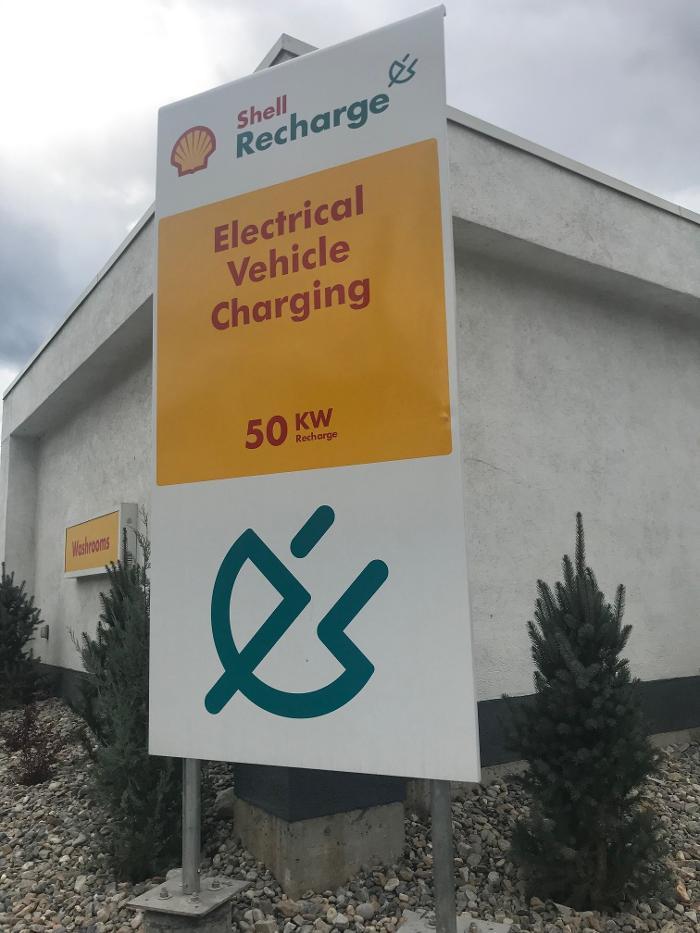 Shell
Recharge
Electrical
Vehicle
Charging
50 KW
Recharge
Washrooms